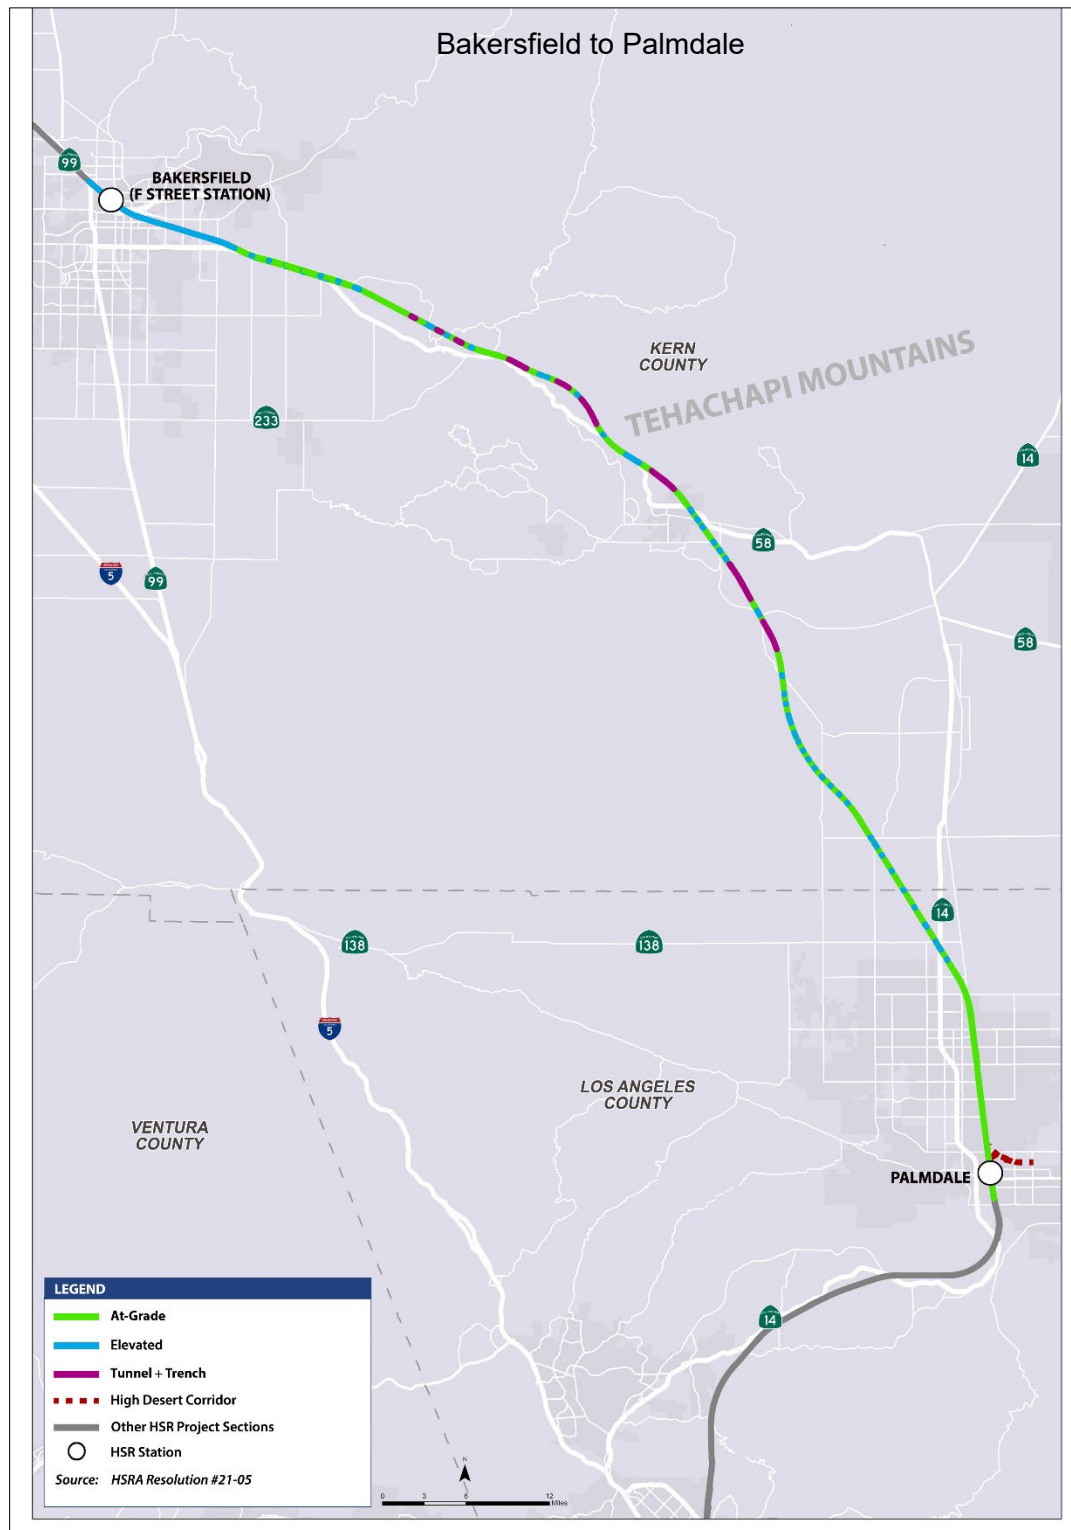 Bakersfield to Palmdale
99
BAKERSFIELD
(F STREET STATION)
KERN
COUNTY
TEHACHAPI MOUNTAINS
233
14
58
5
99
58
14
138
138
5
LOS ANGELES
COUNTY
VENTURA
COUNTY
PALMDALE
14
LEGEND
At-Grade
Elevated
Tunnel + Trench
High Desert Corridor
Other HSR Project Sections
HSR Station
Source: HSRA Resolution #21-05
N
0 3 6 12
Miles